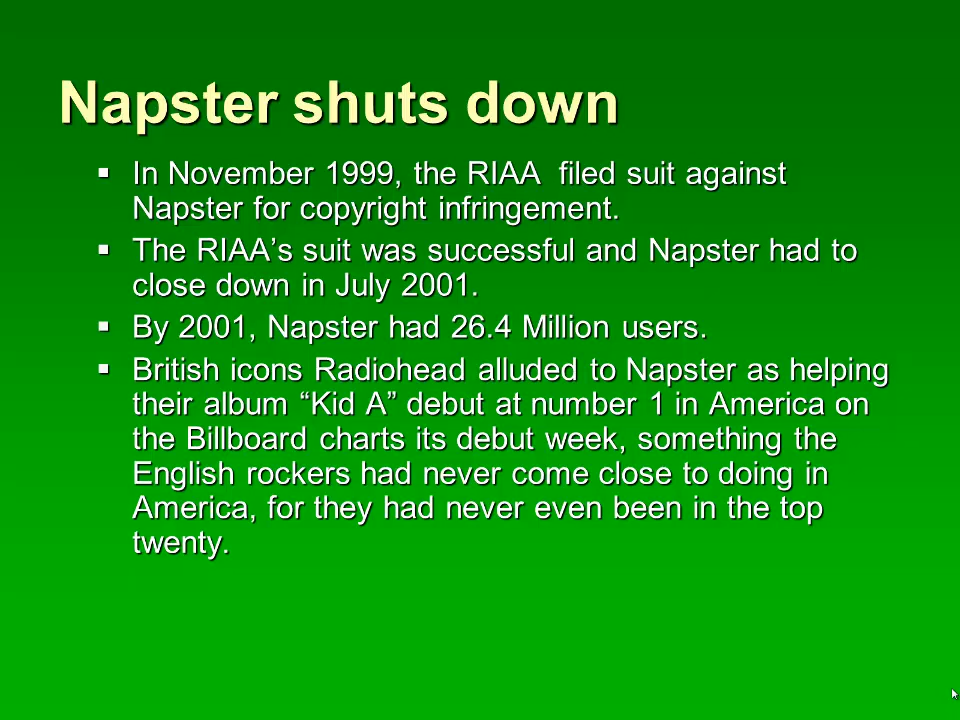 Napster shuts down
▪ In November 1999, the RIAA  filed suit against
Napster for copyright infringement.
▪ The RIAA’s suit was successful and Napster had to
close down in July 2001.
▪ By 2001, Napster had 26.4 Million users.
▪ British icons Radiohead alluded to Napster as helping
their album “Kid A” debut at number 1 in America on
the Billboard charts its debut week, something the
English rockers had never come close to doing in
America, for they had never even been in the top
twenty.